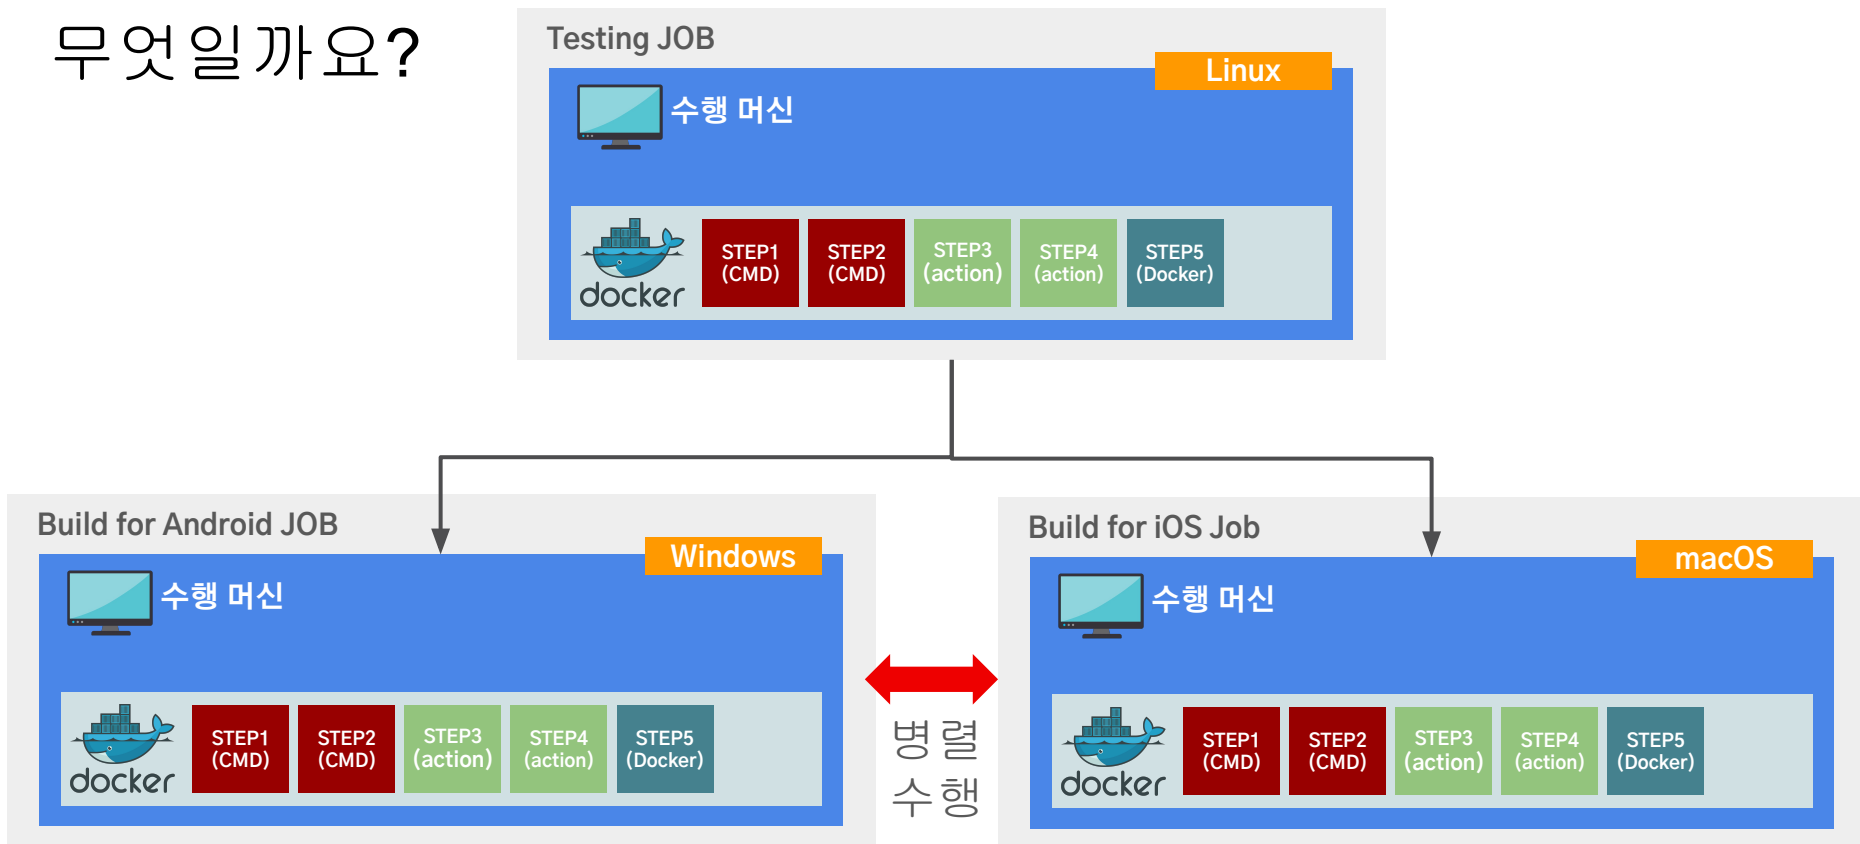 무엇일까요?
Testing JOB
Linux
수행 머신
docker
STEP1
(CMD)
STEP2
(CMD)
STEP3
(action)
STEP4
(action)
STEP5
(Docker)
Build for Android JOB
Windows
수행 머신
docker
STEP1
(CMD)
STEP2
(CMD)
STEP3
(action)
STEP4
(action)
STEP5
(Docker)
병렬
수행
Build for iOS Job
macOS
수행 머신
docker
STEP1
(CMD)
STEP2
(CMD)
STEP3
(action)
STEP4
(action)
STEP5
(Docker)